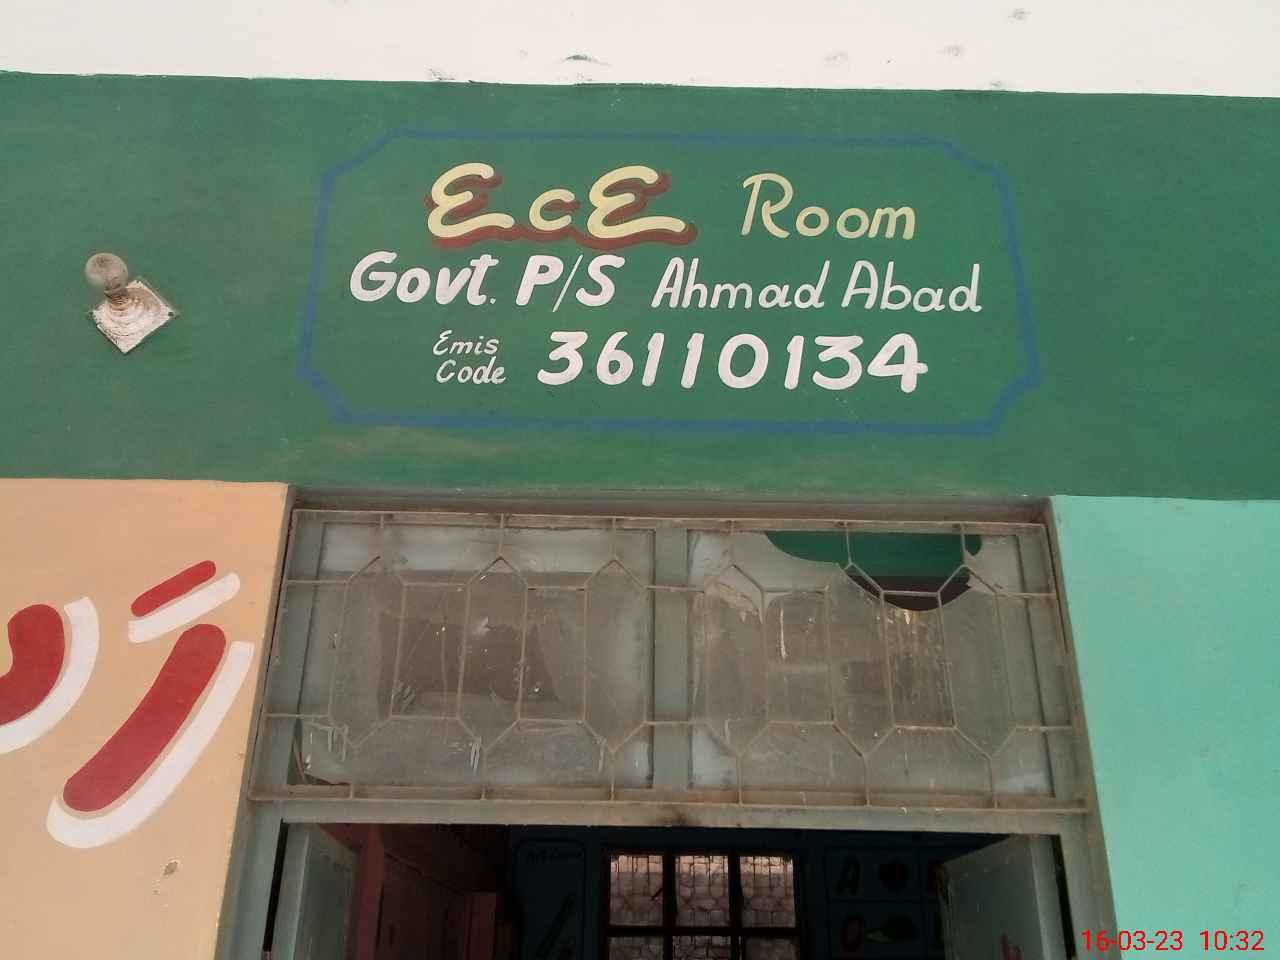 EcE Room
Govt. P/S Ahmad Abad
Emis Code 36110134
A
16-03-23 10:32